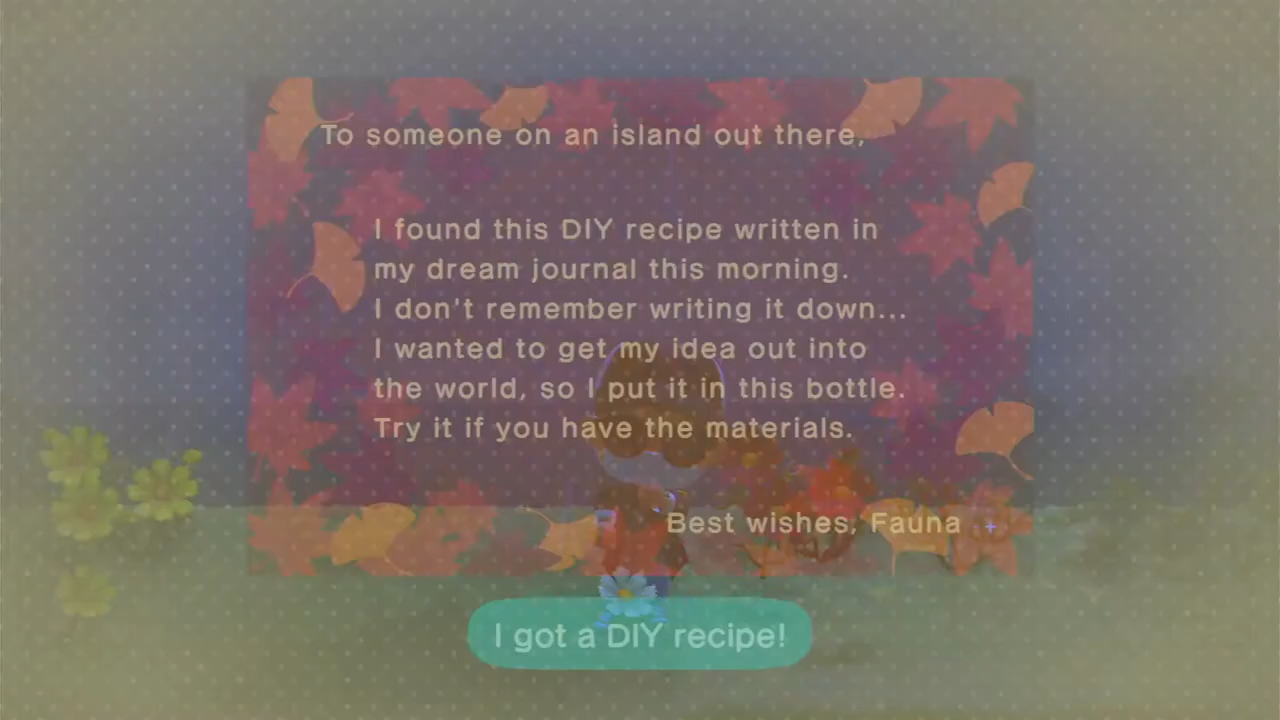 To someone on an island out there,
I found this DIY recipe written in
my dream journal this morning.
I don't remember writing it down...
I wanted to get my idea out into
the world, so I put it in this bottle.
Try it if you have the materials.
Best wishes, Fauna
I got a DIY recipe!